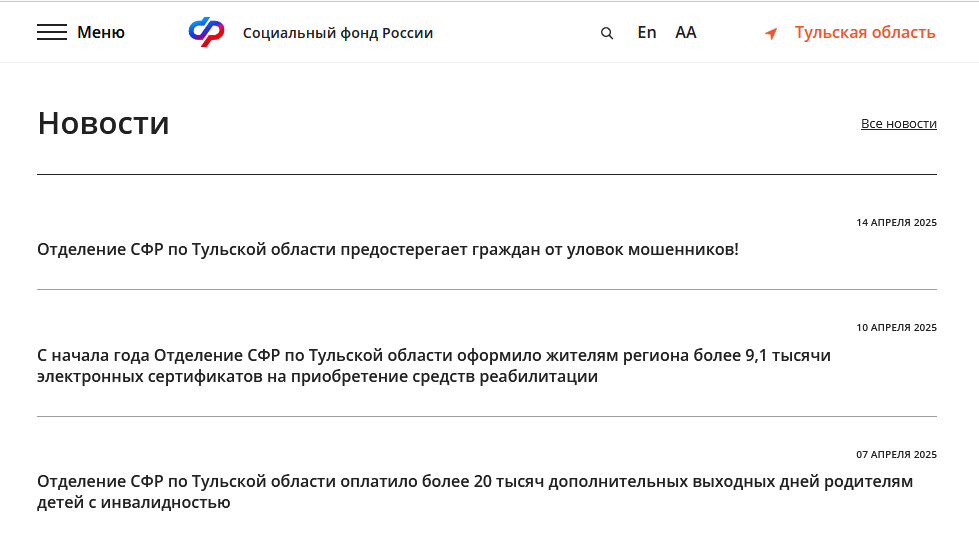 Меню
Социальный фонд России
En
АА
Тульская область
Новости
Все новости
14 АПРЕЛЯ 2025
Отделение СФР по Тульской области предостерегает граждан от уловок мошенников!
10 АПРЕЛЯ 2025
С начала года Отделение СФР по Тульской области оформило жителям региона более 9,1 тысячи
электронных сертификатов на приобретение средств реабилитации
07 АПРЕЛЯ 2025
Отделение СФР по Тульской области оплатило более 20 тысяч дополнительных выходных дней родителям
детей с инвалидностью